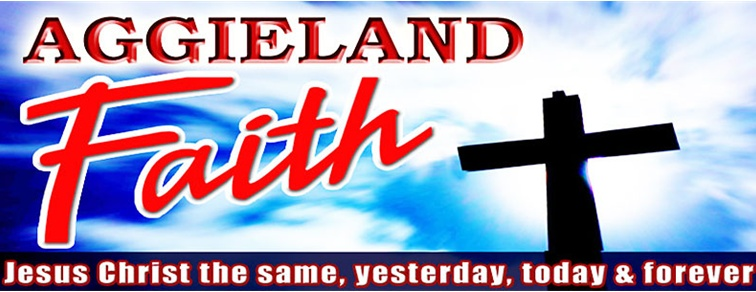 AGGIELAND
Faith
Jesus Christ the same, yesterday, today & forever